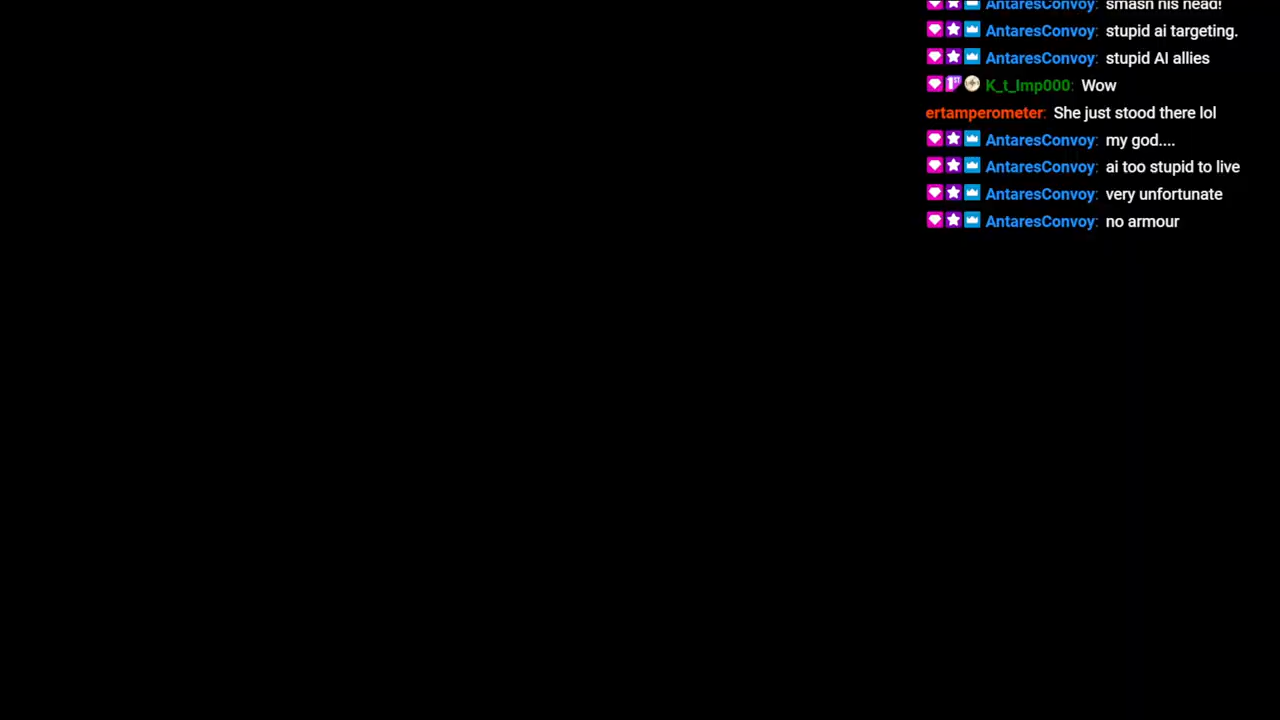 AntaresConvoy: smash his head!
AntaresConvoy: stupid ai targeting.
AntaresConvoy: stupid AI allies
1ST K_t_Imp000: Wow
ertamperometer: She just stood there lol
AntaresConvoy: my god....
AntaresConvoy: ai too stupid to live
AntaresConvoy: very unfortunate
AntaresConvoy: no armour